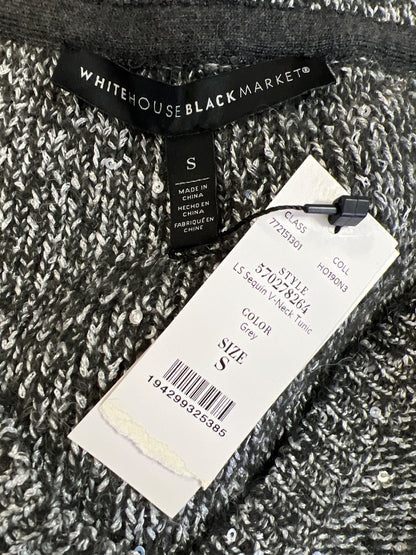 WHITEHOUSEBLACKMARKET®
S
MADE IN
CHINA
HECHO EN
CHINA
FABRIQUÉ EN
CHINE
CLASS
772151301
COLL
HO190N3
STYLE
570278264
LS Sequin V-Neck Tunic
COLOR
Grey
SIZE
S
194299325385